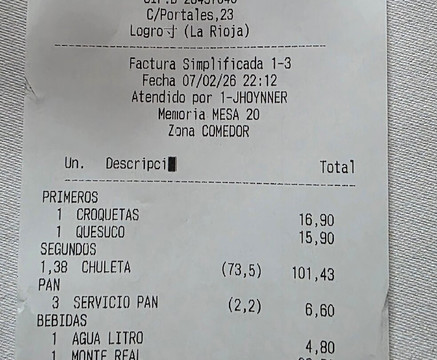 C/Portales,23
Logro (La Rioja)
Factura Simplificada 1-3
Fecha 07/02/26 22:12
Atendido por 1-JHOYNNER
Memoria MESA 20
Zona COMEDOR
Un. Descripci Total
PRIMEROS
1 CROQUETAS 16,90
1 QUESUCO 15,90
SEGUNDOS
1,38 CHULETA (73,5) 101,43
PAN
3 SERVICIO PAN (2,2) 6,60
BEBIDAS
1 AGUA LITRO 4,80
1 MONTE REAL